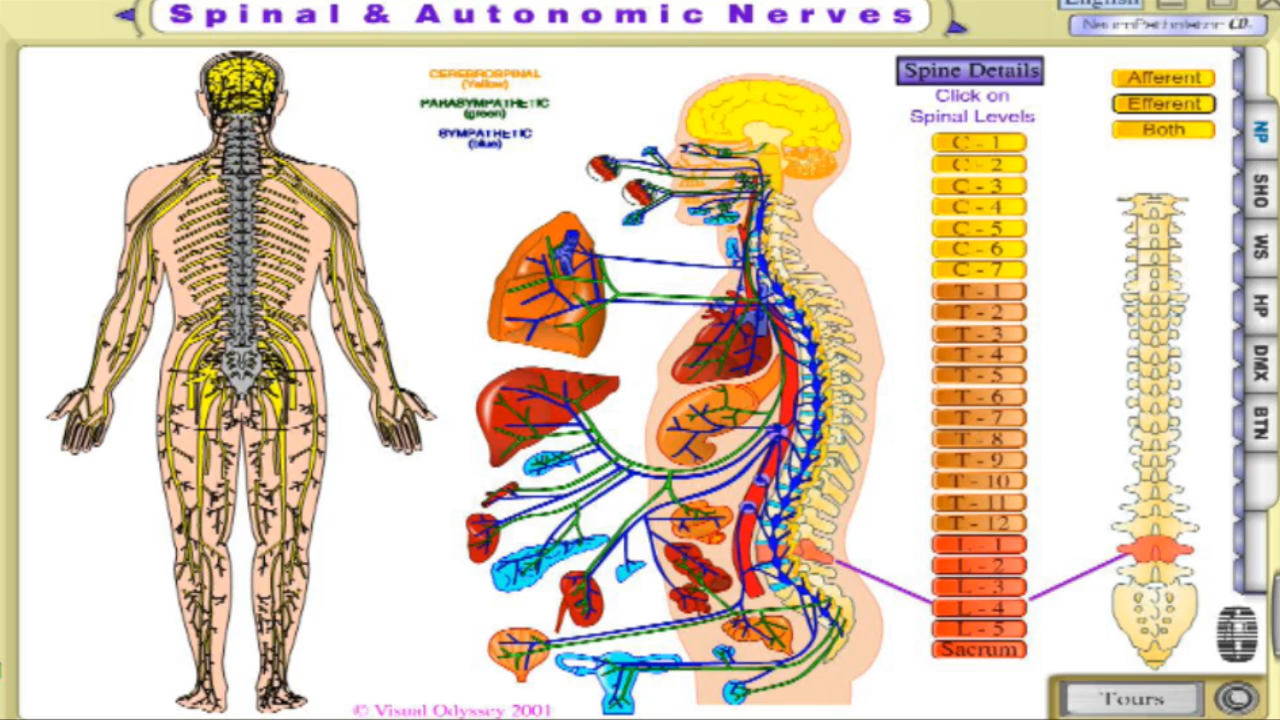 Spinal & Autonomic Nerves
English
CEREBROSPINAL
(Yellow)
PARASYMPATHETIC
(green)
SYMPATHETIC
(blue)
Spine Details
Click on
Spinal Levels
C - 1
C - 2
C - 3
C - 4
C - 5
C - 6
C - 7
T - 1
T - 2
T - 3
T - 4
T - 5
T - 6
T - 7
T - 8
T - 9
T - 10
T - 11
T - 12
L - 1
L - 2
L - 3
L - 4
L - 5
Sacrum
Afferent
Efferent
Both
NP
SHO
WS
HP
DMX
BTN
Tours
© Visual Odyssey 2001